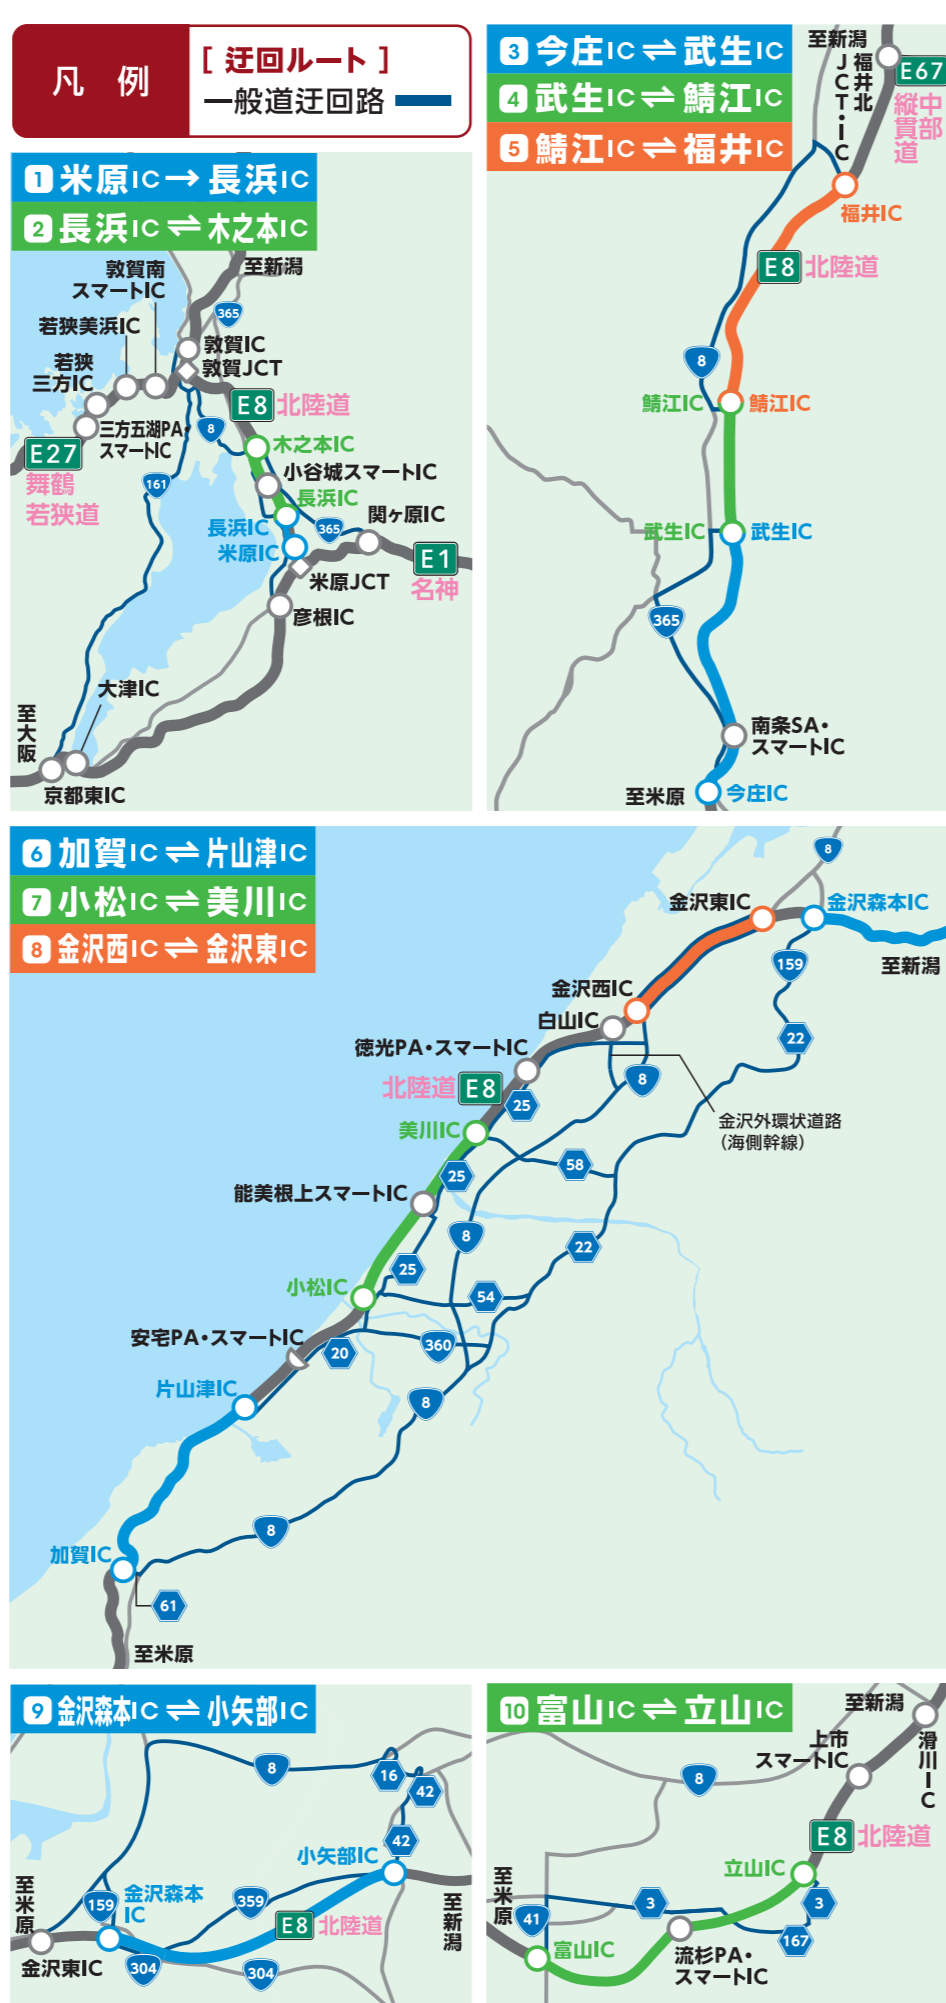 凡 例
[ 迂回ルート ]
一般道迂回路
1 米原IC→長浜IC
2 長浜IC⇌木之本IC
敦賀南
スマートIC
至新潟
若狭美浜IC
365
若狭
三方IC
敦賀IC
敦賀JCT
E8 北陸道
三方五湖PA・
スマートIC
8
木之本IC
E27
舞鶴
若狭道
161
小谷城スマートIC
長浜IC
長浜IC
365
関ヶ原IC
米原IC
E1
名神
米原JCT
彦根IC
大津IC
至大阪
京都東IC
3 今庄IC⇌武生IC
4 武生IC⇌鯖江IC
5 鯖江IC⇌福井IC
至新潟
福井北
JCT・IC
E67
中部
縦貫道
福井IC
E8 北陸道
8
鯖江IC
鯖江IC
武生IC
武生IC
365
南条SA・
スマートIC
至米原
今庄IC
6 加賀IC⇌片山津IC
7 小松IC⇌美川IC
8 金沢西IC⇌金沢東IC
8
金沢東IC
金沢森本IC
至新潟
159
金沢西IC
白山IC
22
徳光PA・スマートIC
北陸道 E8
8
25
金沢外環状道路
(海側幹線)
美川IC
58
25
能美根上スマートIC
8
22
25
小松IC
54
安宅PA・スマートIC
20
360
片山津IC
8
8
加賀IC
61
至米原
9 金沢森本IC⇌小矢部IC
8
16
42
42
小矢部IC
至米原
159
金沢森本
IC
359
E8 北陸道
至新潟
金沢東IC
304
304
10 富山IC⇌立山IC
至新潟
上市
スマートIC
滑川IC
8
E8 北陸道
立山IC
至米原
3
3
41
167
富山IC
流杉PA・
スマートIC